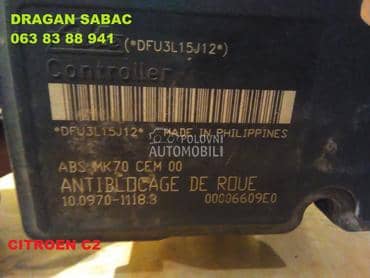 DRAGAN SABAC
063 83 88 941
(*DFU3L15J12*)
Controller
*DFU3L15J12* MADE IN PHILIPPINES
POLOVNI
AUTOMOBILI
ABS MK70 CEM 00
ANTIBLOCAGE DE ROUE
10.0970-1118.3 00006609E0
CITROEN C2